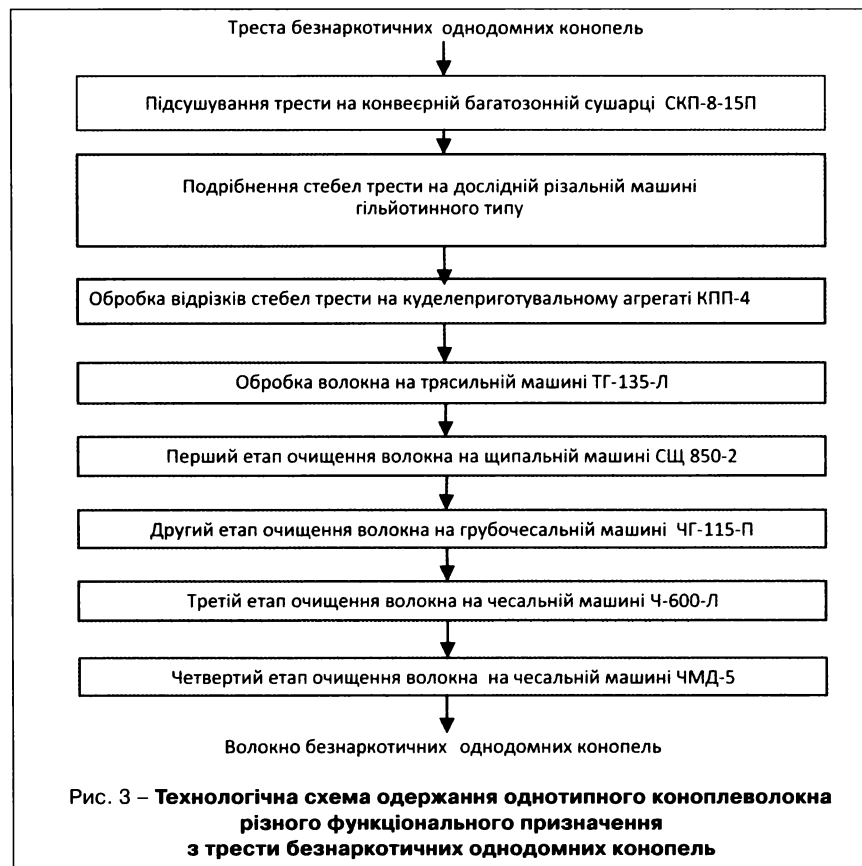 Треста безнаркотичних однодомних конопель
Підсушування трести на конвеєрній багатозонній сушарці СКП-8-15П
Подрібнення стебел трести на дослідній різальній машині
гільйотинного типу
Обробка відрізків стебел трести на куделеприготувальному агрегаті КПП-4
Обробка волокна на трясильній машині ТГ-135-Л
Перший етап очищення волокна на щипальній машині СЩ 850-2
Другий етап очищення волокна на грубочесальній машині ЧГ-115-П
Третій етап очищення волокна на чесальній машині Ч-600-Л
Четвертий етап очищення волокна на чесальній машині ЧМД-5
Волокно безнаркотичних однодомних конопель
Рис. 3 – Технологічна схема одержання однотипного коноплеволокна
різного функціонального призначення
з трести безнаркотичних однодомних конопель